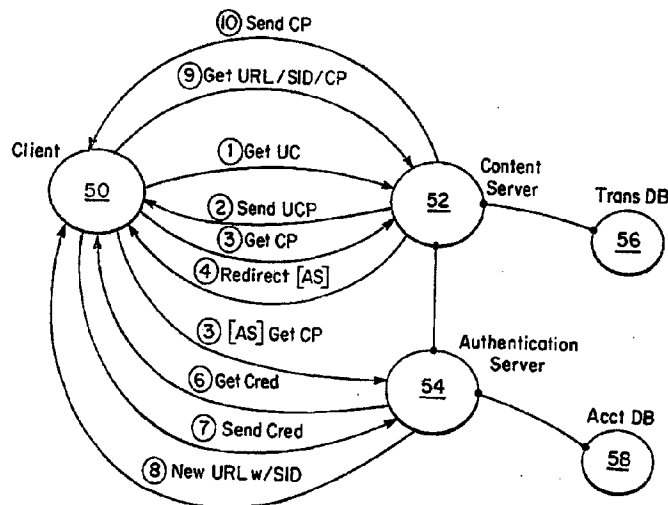 ⑩ Send CP
⑨ Get URL/SID/CP
Client
① Get UC
Content
Server
50
52
Trans DB
② Send UCP
③ Get CP
56
④ Redirect [AS]
③ [AS] Get CP
Authentication
Server
⑥ Get Cred
54
Acct DB
⑦ Send Cred
58
⑧ New URL w/SID